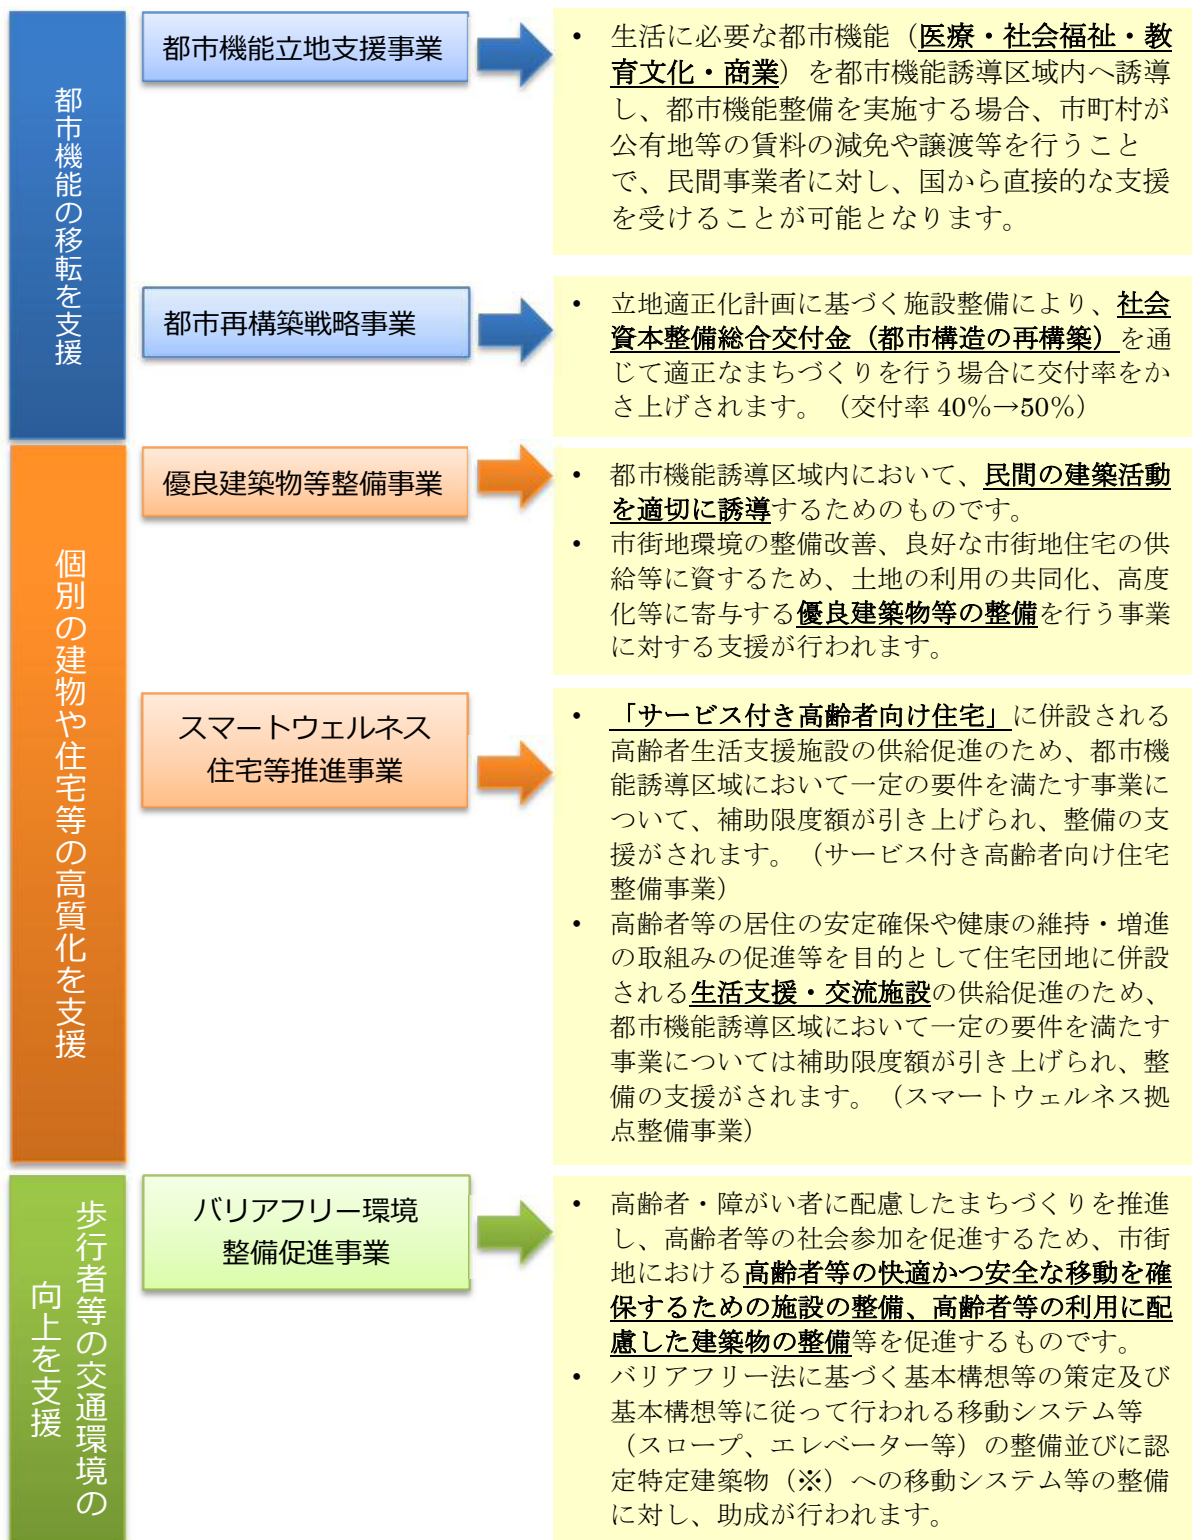 都市機能の移転を支援
都市機能立地支援事業
• 生活に必要な都市機能（医療・社会福祉・教
育文化・商業）を都市機能誘導区域内へ誘導
し、都市機能整備を実施する場合、市町村が
公有地等の賃料の減免や譲渡等を行うこと
で、民間事業者に対し、国から直接的な支援
を受けることが可能となります。
都市再構築戦略事業
• 立地適正化計画に基づく施設整備により、社会
資本整備総合交付金（都市構造の再構築）を通
じて適正なまちづくりを行う場合に交付率をか
さ上げされます。（交付率 40％→50％）
個別の建物や住宅等の高質化を支援
優良建築物等整備事業
• 都市機能誘導区域内において、民間の建築活動
を適切に誘導するためのものです。
• 市街地環境の整備改善、良好な市街地住宅の供
給等に資するため、土地の利用の共同化、高度
化等に寄与する優良建築物等の整備を行う事業
に対する支援が行われます。
スマートウェルネス
住宅等推進事業
• 「サービス付き高齢者向け住宅」に併設される
高齢者生活支援施設の供給促進のため、都市機
能誘導区域において一定の要件を満たす事業に
ついて、補助限度額が引き上げられ、整備の支
援がされます。（サービス付き高齢者向け住宅
整備事業）
• 高齢者等の居住の安定確保や健康の維持・増進
の取組みの促進等を目的として住宅団地に併設
される生活支援・交流施設の供給促進のため、
都市機能誘導区域において一定の要件を満たす
事業については補助限度額が引き上げられ、整
備の支援がされます。（スマートウェルネス拠
点整備事業）
歩行者等の交通環境の
向上を支援
バリアフリー環境
整備促進事業
• 高齢者・障がい者に配慮したまちづくりを推進
し、高齢者等の社会参加を促進するため、市街
地における高齢者等の快適かつ安全な移動を確
保するための施設の整備、高齢者等の利用に配
慮した建築物の整備等を促進するものです。
• バリアフリー法に基づく基本構想等の策定及び
基本構想等に従って行われる移動システム等
（スロープ、エレベーター等）の整備並びに認
定特定建築物（※）への移動システム等の整備
に対し、助成が行われます。